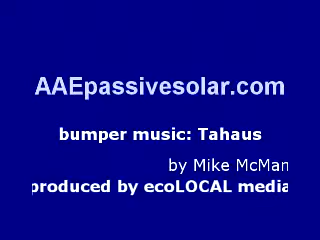 AAEpassivesolar.com
bumper music: Tahaus
by Mike McMan
produced by ecoLOCAL media